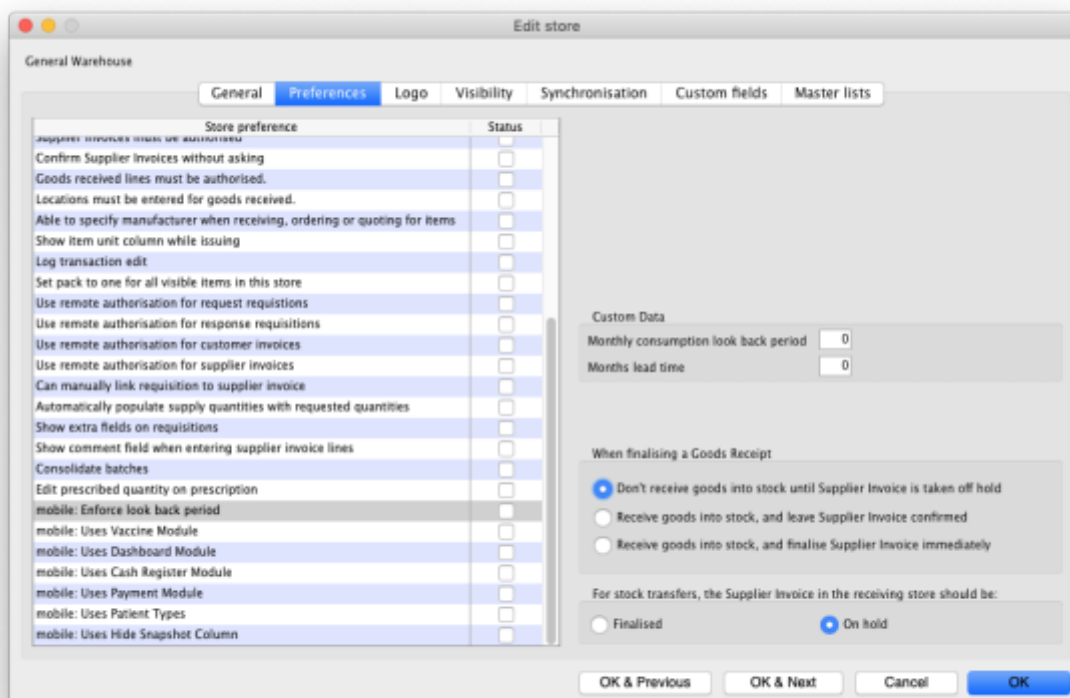 Edit store
General Warehouse
General Preferences Logo Visibility Synchronisation Custom fields Master lists
Store preference Status
Supplier invoices must be authorised
Confirm Supplier Invoices without asking
Goods received lines must be authorised.
Locations must be entered for goods received.
Able to specify manufacturer when receiving, ordering or quoting for items
Show item unit column while issuing
Log transaction edit
Set pack to one for all visible items in this store
Use remote authorisation for request requistions
Use remote authorisation for response requisitions
Use remote authorisation for customer invoices
Use remote authorisation for supplier invoices
Can manually link requisition to supplier invoice
Automatically populate supply quantities with requested quantities
Show extra fields on requisitions
Show comment field when entering supplier invoice lines
Consolidate batches
Edit prescribed quantity on prescription
mobile: Enforce look back period
mobile: Uses Vaccine Module
mobile: Uses Dashboard Module
mobile: Uses Cash Register Module
mobile: Uses Payment Module
mobile: Uses Patient Types
mobile: Uses Hide Snapshot Column
Custom Data
Monthly consumption look back period 0
Months lead time 0
When finalising a Goods Receipt
Don't receive goods into stock until Supplier Invoice is taken off hold
Receive goods into stock, and leave Supplier Invoice confirmed
Receive goods into stock, and finalise Supplier Invoice immediately
For stock transfers, the Supplier Invoice in the receiving store should be:
Finalised On hold
OK & Previous OK & Next Cancel OK